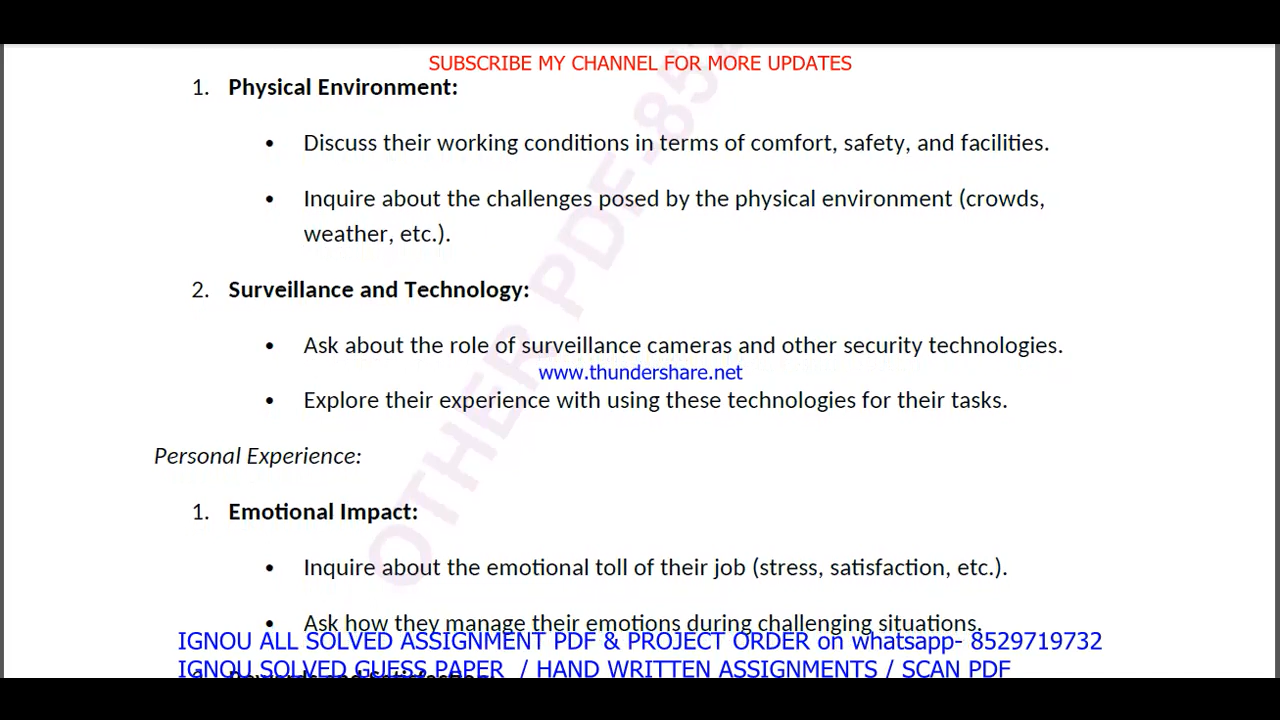 SUBSCRIBE MY CHANNEL FOR MORE UPDATES
1. Physical Environment:
• Discuss their working conditions in terms of comfort, safety, and facilities.
• Inquire about the challenges posed by the physical environment (crowds,
weather, etc.).
2. Surveillance and Technology:
• Ask about the role of surveillance cameras and other security technologies.
www.thundershare.net
• Explore their experience with using these technologies for their tasks.
Personal Experience:
1. Emotional Impact:
• Inquire about the emotional toll of their job (stress, satisfaction, etc.).
• Ask how they manage their emotions during challenging situations.
IGNOU ALL SOLVED ASSIGNMENT PDF & PROJECT ORDER on whatsapp- 8529719732
IGNOU SOLVED GUESS PAPER / HAND WRITTEN ASSIGNMENTS / SCAN PDF
OTHER PDF-85